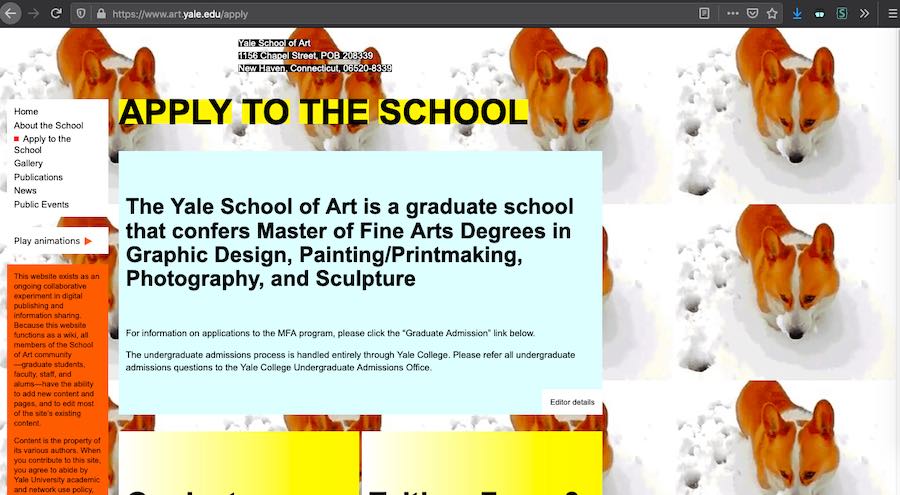 https://www.art.yale.edu/apply
Yale School of Art
1156 Chapel Street, POB 208339
New Haven, Connecticut, 06520-8339
APPLY TO THE SCHOOL
Home
About the School
Apply to the
School
Gallery
Publications
News
Public Events
Play animations
This website exists as an
ongoing collaborative
experiment in digital
publishing and
information sharing.
Because this website
functions as a wiki, all
members of the School
of Art community
—graduate students,
faculty, staff, and
alums—have the ability
to add new content and
pages, and to edit most
of the site's existing
content.
Content is the property of
its various authors. When
you contribute to this site,
you agree to abide by
Yale University academic
and network use policy,
The Yale School of Art is a graduate school
that confers Master of Fine Arts Degrees in
Graphic Design, Painting/Printmaking,
Photography, and Sculpture
For information on applications to the MFA program, please click the "Graduate Admission" link below.
The undergraduate admissions process is handled entirely through Yale College. Please refer all undergraduate
admissions questions to the Yale College Undergraduate Admissions Office.
Editor details